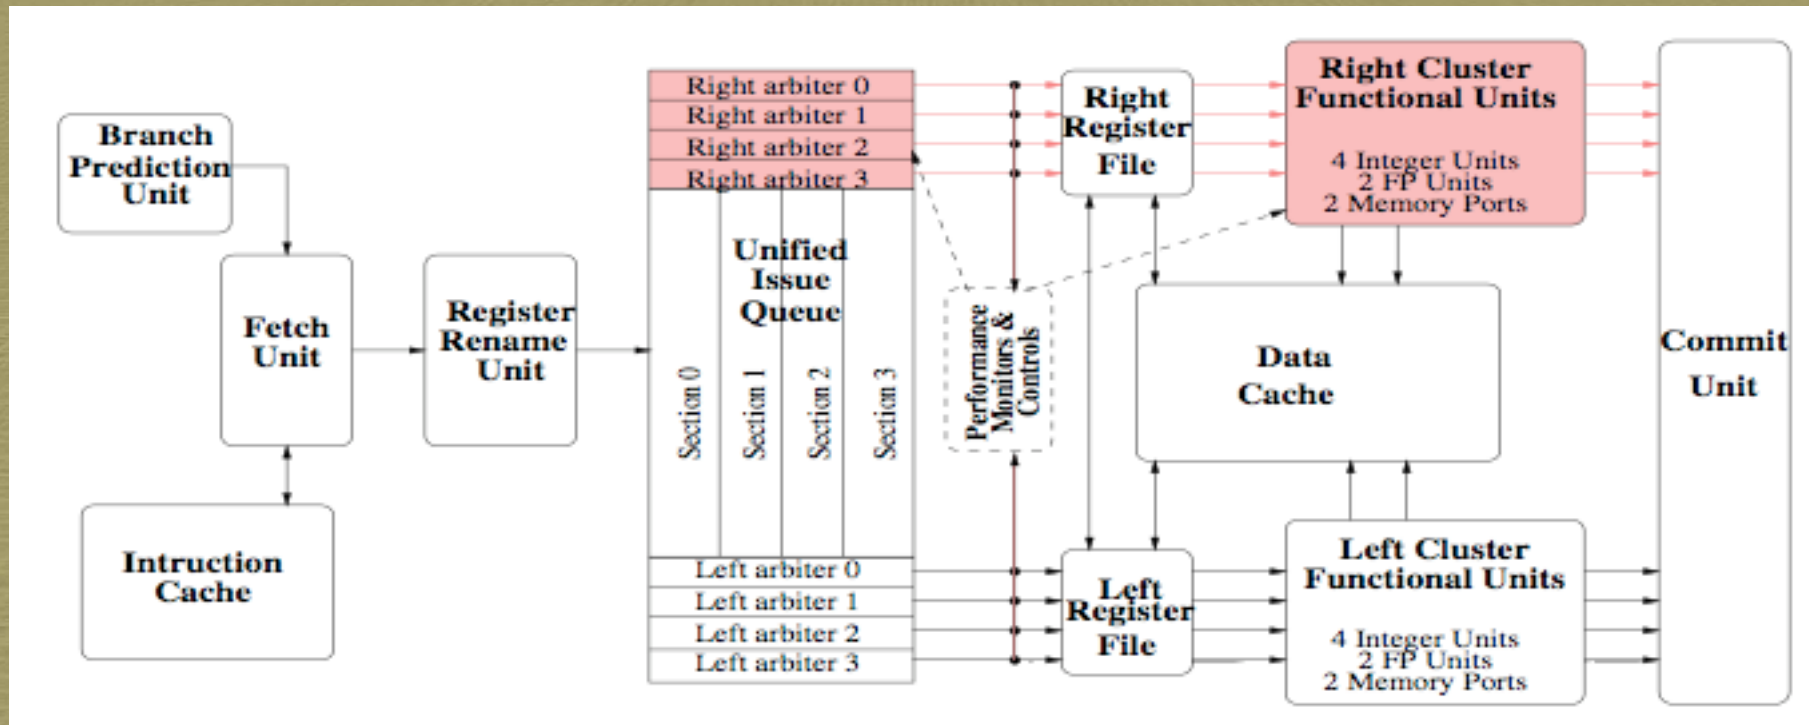 Branch
Prediction
Unit
Fetch
Unit
Intruction
Cache
Register
Rename
Unit
Right arbiter 0
Right arbiter 1
Right arbiter 2
Right arbiter 3
Unified
Issue
Queue
Section 0
Section 1
Section 2
Section 3
Left arbiter 0
Left arbiter 1
Left arbiter 2
Left arbiter 3
Performance
Monitors &
Controls
Right
Register
File
Left
Register
File
Right Cluster
Functional Units
4 Integer Units
2 FP Units
2 Memory Ports
Data
Cache
Left Cluster
Functional Units
4 Integer Units
2 FP Units
2 Memory Ports
Commit
Unit